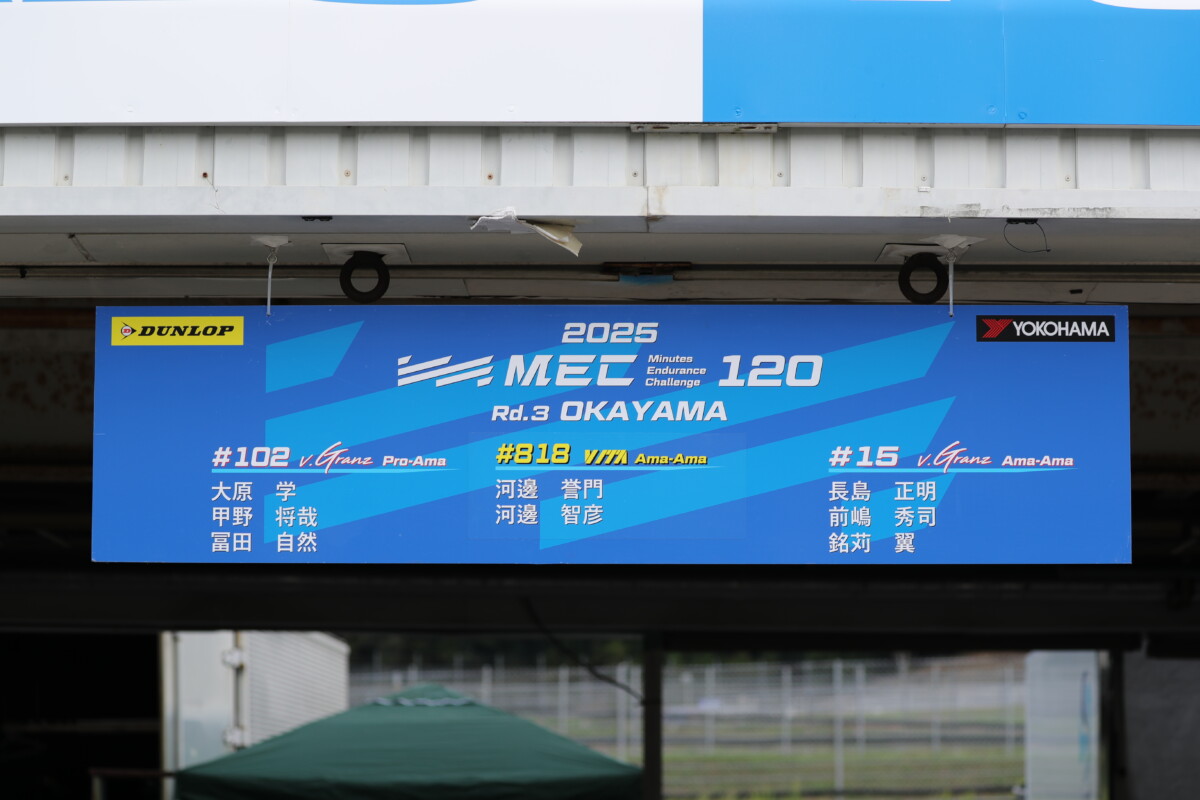 DUNLOP
YOKOHAMA
2025
MEC Minutes Endurance Challenge 120
Rd.3 OKAYAMA
#102 v.Granz Pro-Ama
大原 学
甲野 将哉
冨田 自然
#818 VITA Ama-Ama
河邊 誉門
河邊 智彦
#15 v.Granz Ama-Ama
長島 正明
前嶋 秀司
銘苅 翼